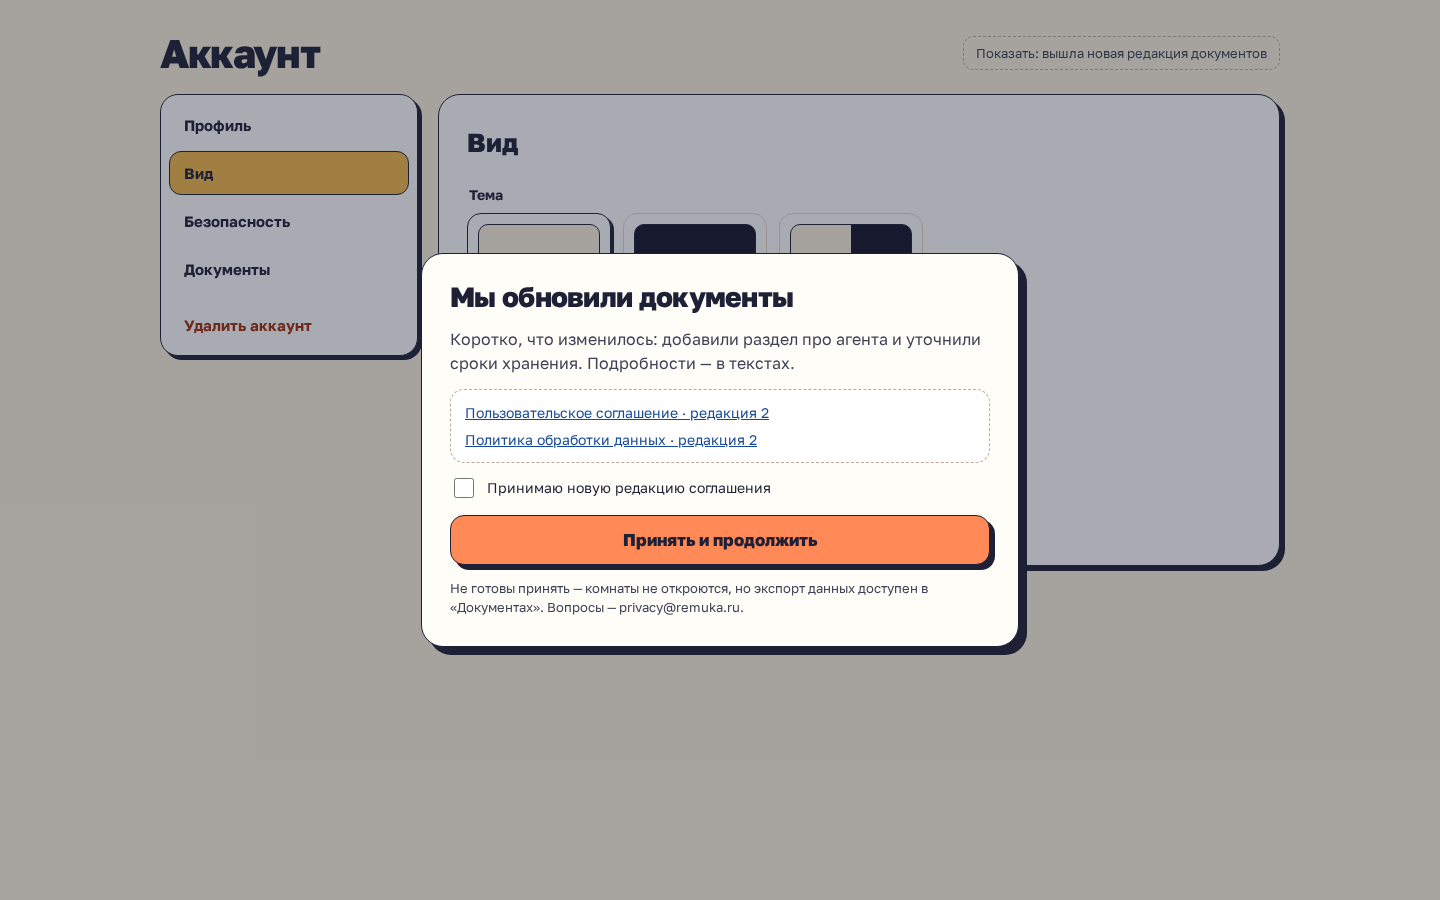 Аккаунт
Показать: вышла новая редакция документов
Профиль
Вид
Безопасность
Документы
Удалить аккаунт
Вид
Тема
Мы обновили документы
Коротко, что изменилось: добавили раздел про агента и уточнили
сроки хранения. Подробности — в текстах.
Пользовательское соглашение · редакция 2
Политика обработки данных · редакция 2
Принимаю новую редакцию соглашения
Принять и продолжить
Не готовы принять — комнаты не откроются, но экспорт данных доступен в
«Документах». Вопросы — privacy@remuka.ru.